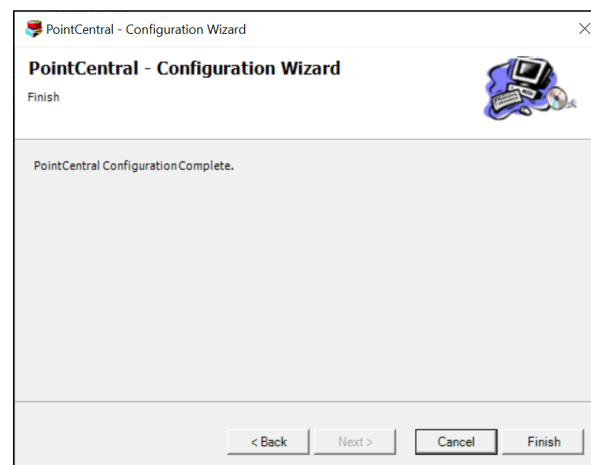 PointCentral - Configuration Wizard
PointCentral - Configuration Wizard
Finish
PointCentral Configuration Complete.
< Back Next > Cancel Finish